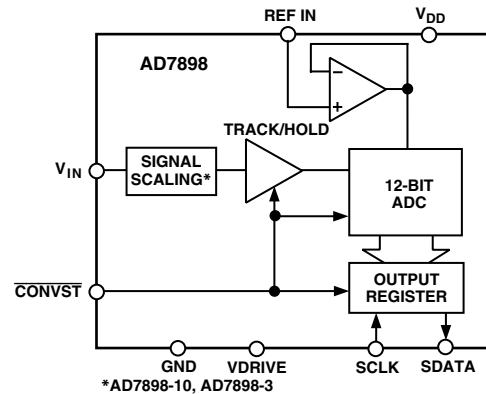 REF IN
VDD
AD7898
TRACK/HOLD
VIN
SIGNAL
SCALING*
12-BIT
ADC
CONVST
OUTPUT
REGISTER
GND
VDRIVE
SCLK
SDATA
*AD7898-10, AD7898-3